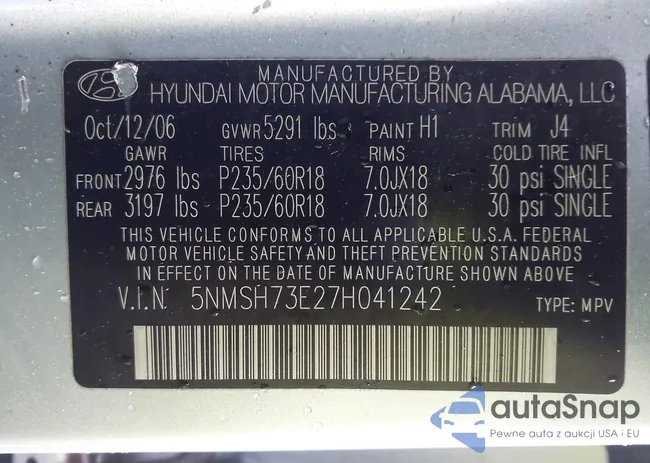 MANUFACTURED BY
HYUNDAI MOTOR MANUFACTURING ALABAMA, LLC
Oct/12/06 GVWR 5291 lbs PAINT H1 TRIM J4
GAWR TIRES RIMS COLD TIRE INFL
FRONT 2976 lbs P235/60R18 7.0JX18 30 psi SINGLE
REAR 3197 lbs P235/60R18 7.0JX18 30 psi SINGLE
THIS VEHICLE CONFORMS TO ALL APPLICABLE U.S.A. FEDERAL
MOTOR VEHICLE SAFETY AND THEFT PREVENTION STANDARDS
IN EFFECT ON THE DATE OF MANUFACTURE SHOWN ABOVE
V.I.N: 5NMSH73E27H041242 TYPE: MPV
autaSnap
Pewne auta z aukcji USA i EU